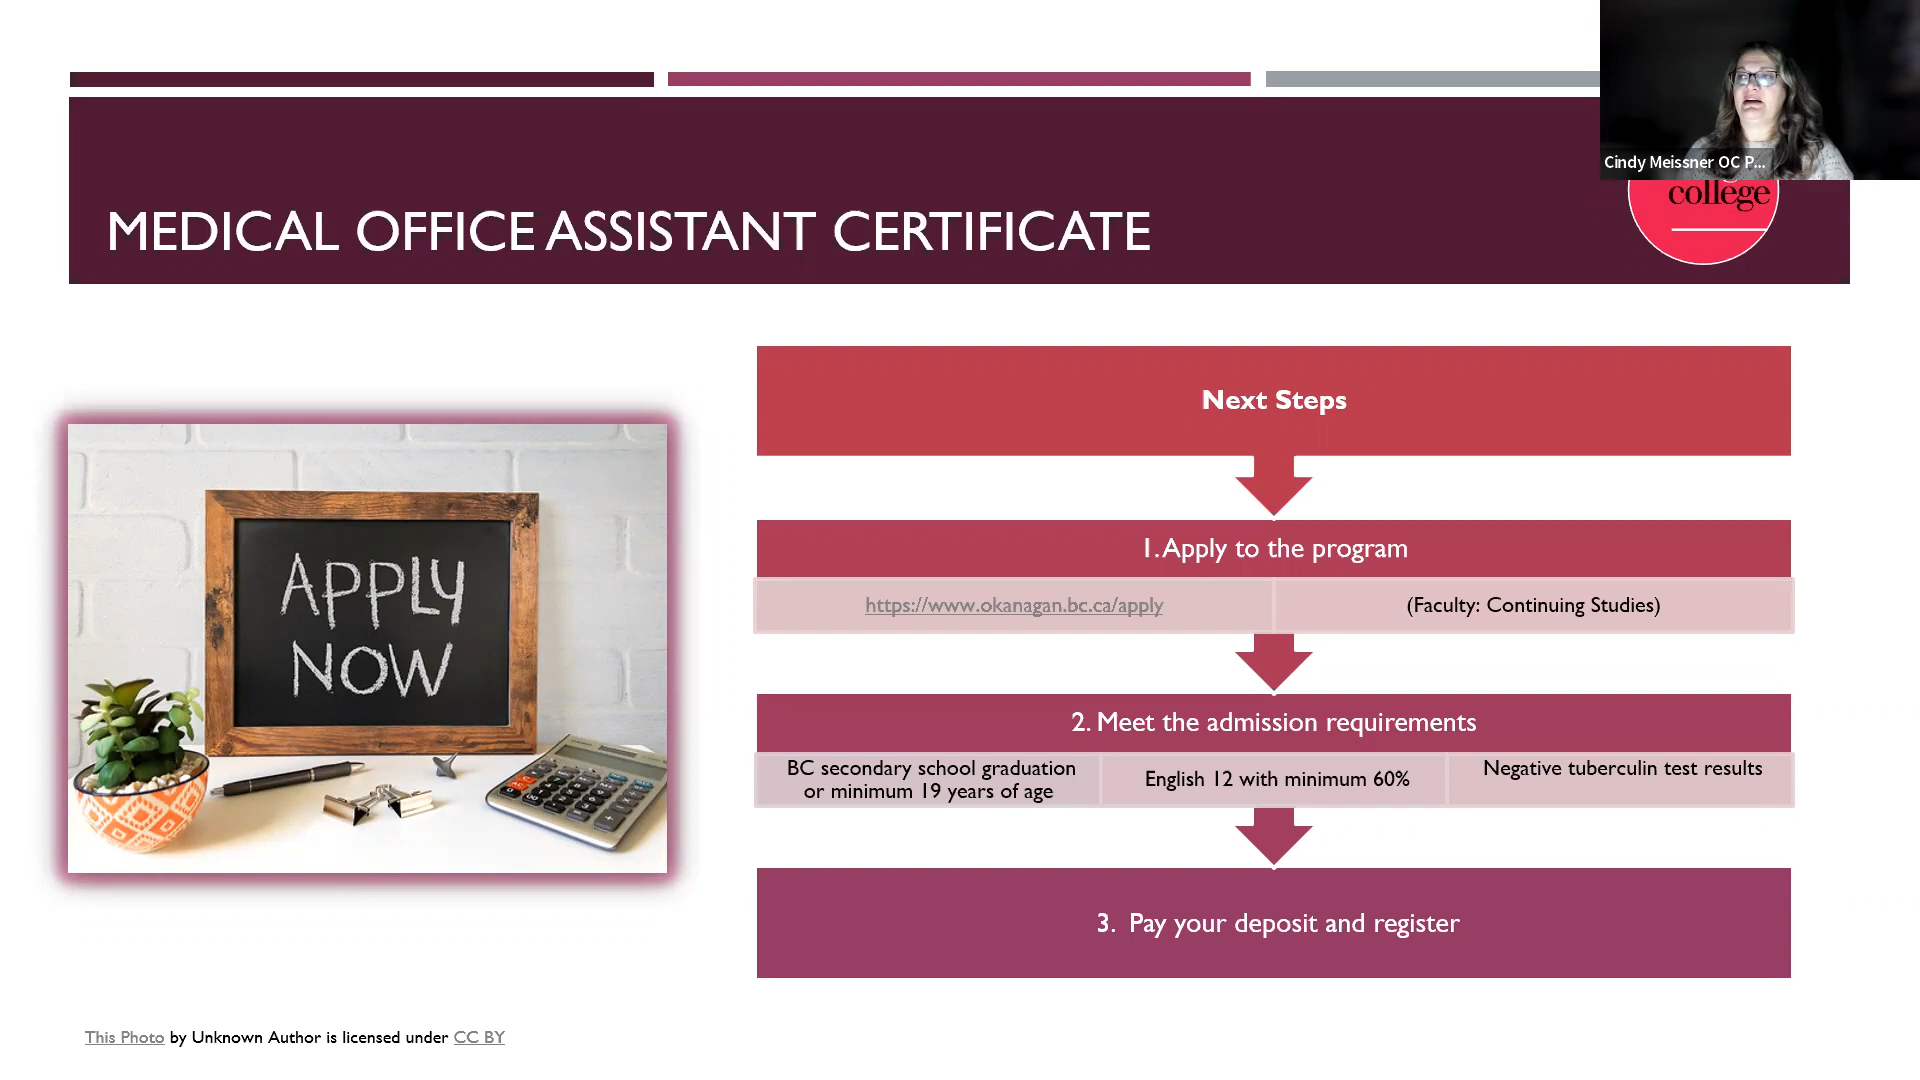 Cindy Meissner OC P...
college
MEDICAL OFFICE ASSISTANT CERTIFICATE
APPLY
NOW
Next Steps
1. Apply to the program
https://www.okanagan.bc.ca/apply
(Faculty: Continuing Studies)
2. Meet the admission requirements
BC secondary school graduation
or minimum 19 years of age
English 12 with minimum 60%
Negative tuberculin test results
3. Pay your deposit and register
This Photo by Unknown Author is licensed under CC BY